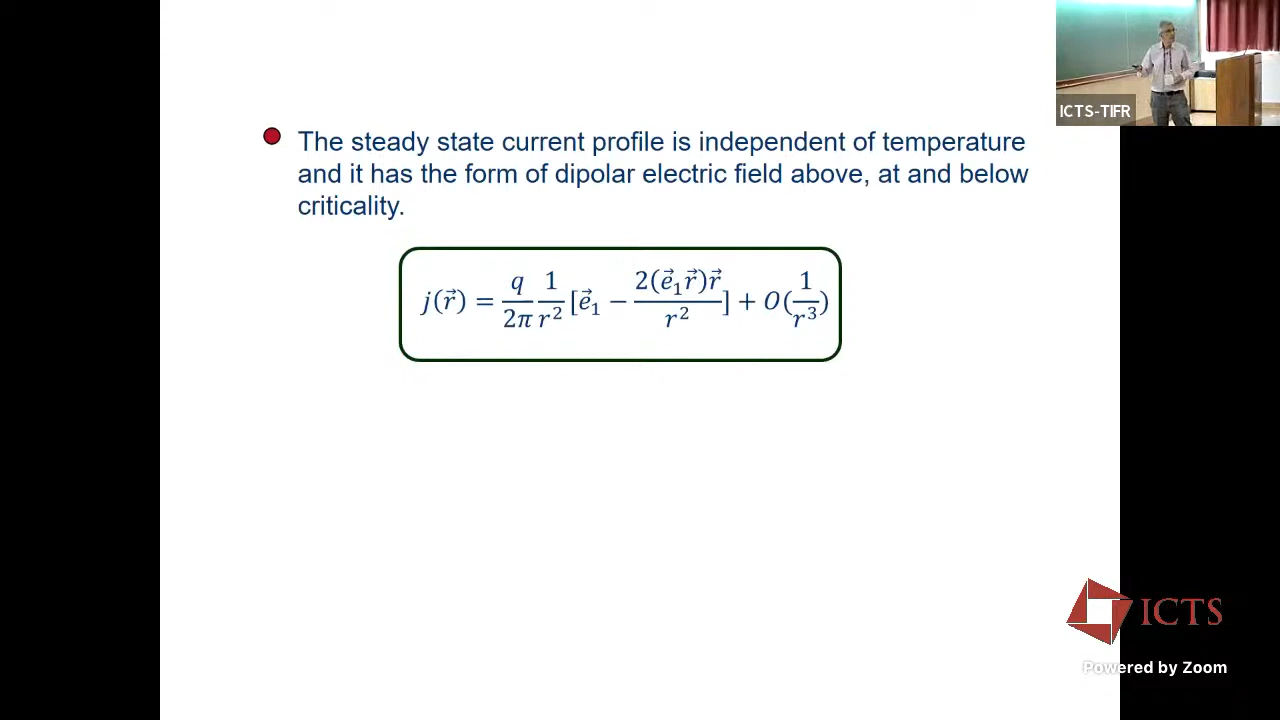 ICTS-TIFR
The steady state current profile is independent of temperature
and it has the form of dipolar electric field above, at and below
criticality.
j(r⃗) = q/2π 1/r² [e⃗₁ − 2(e⃗₁r⃗)r⃗/r²] + O(1/r³)
ICTS
Powered by Zoom